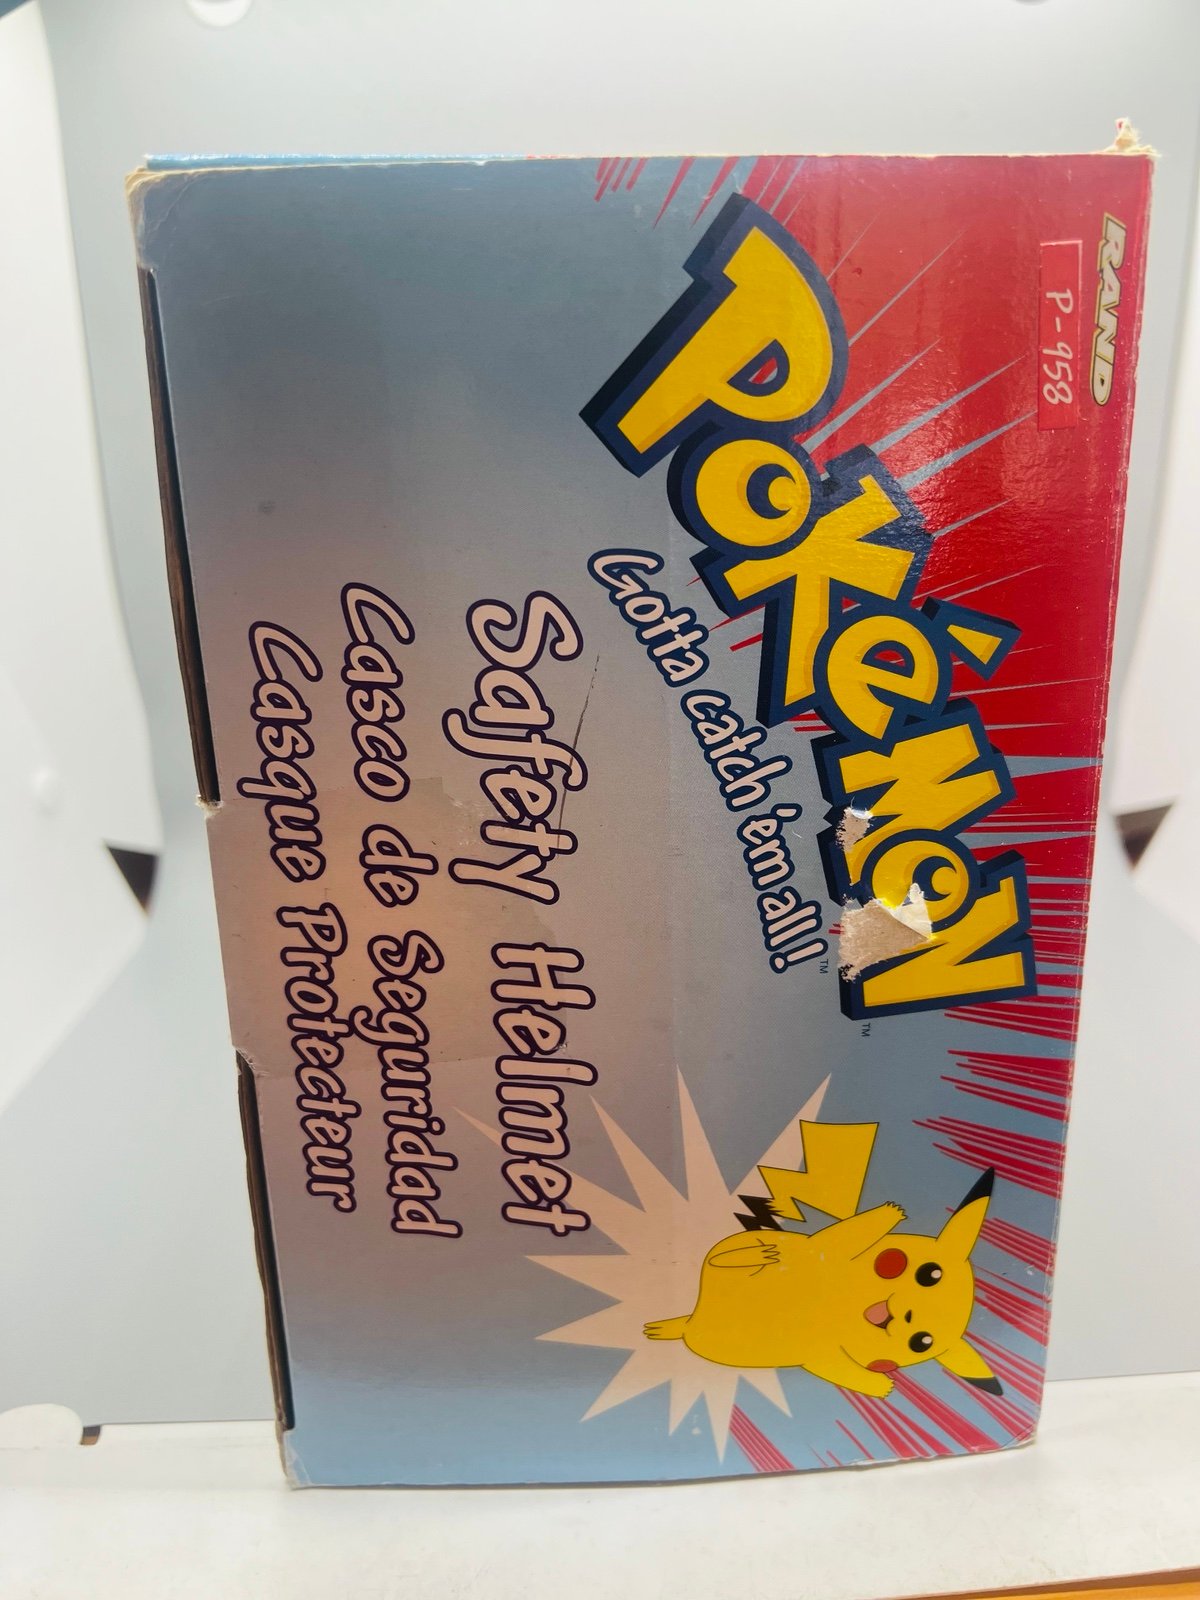 RAND
P-958
POKéMON
TM
Gotta catch 'em all!
TM
Safety Helmet
Casco de Seguridad
Casque Protecteur